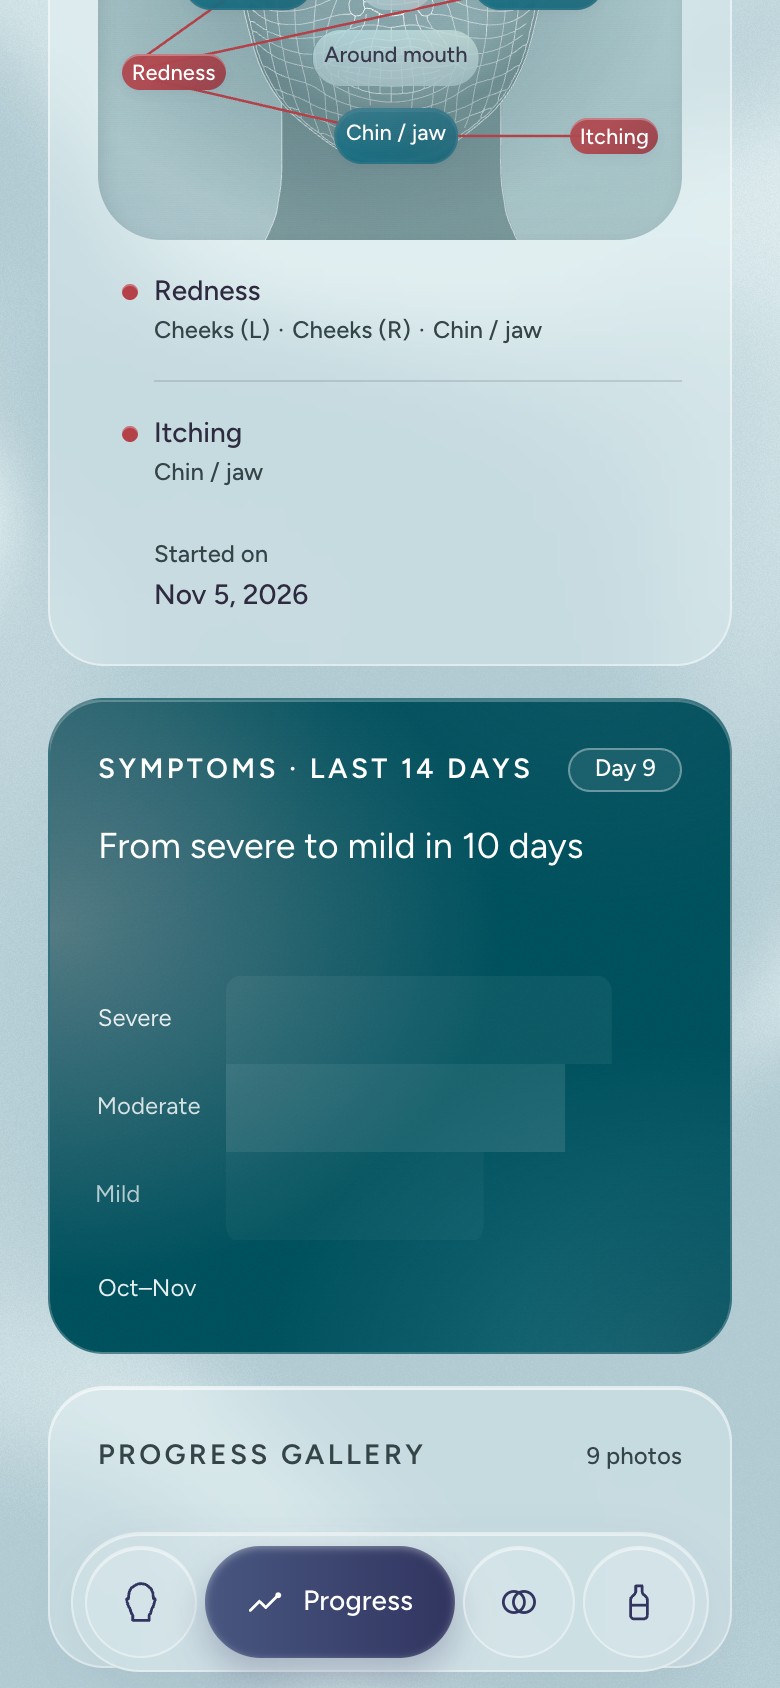 Around mouth
Redness
Chin / jaw
Itching
Redness
Cheeks (L) · Cheeks (R) · Chin / jaw
Itching
Chin / jaw
Started on
Nov 5, 2026
SYMPTOMS · LAST 14 DAYS
Day 9
From severe to mild in 10 days
Severe
Moderate
Mild
Oct–Nov
PROGRESS GALLERY
9 photos
Progress